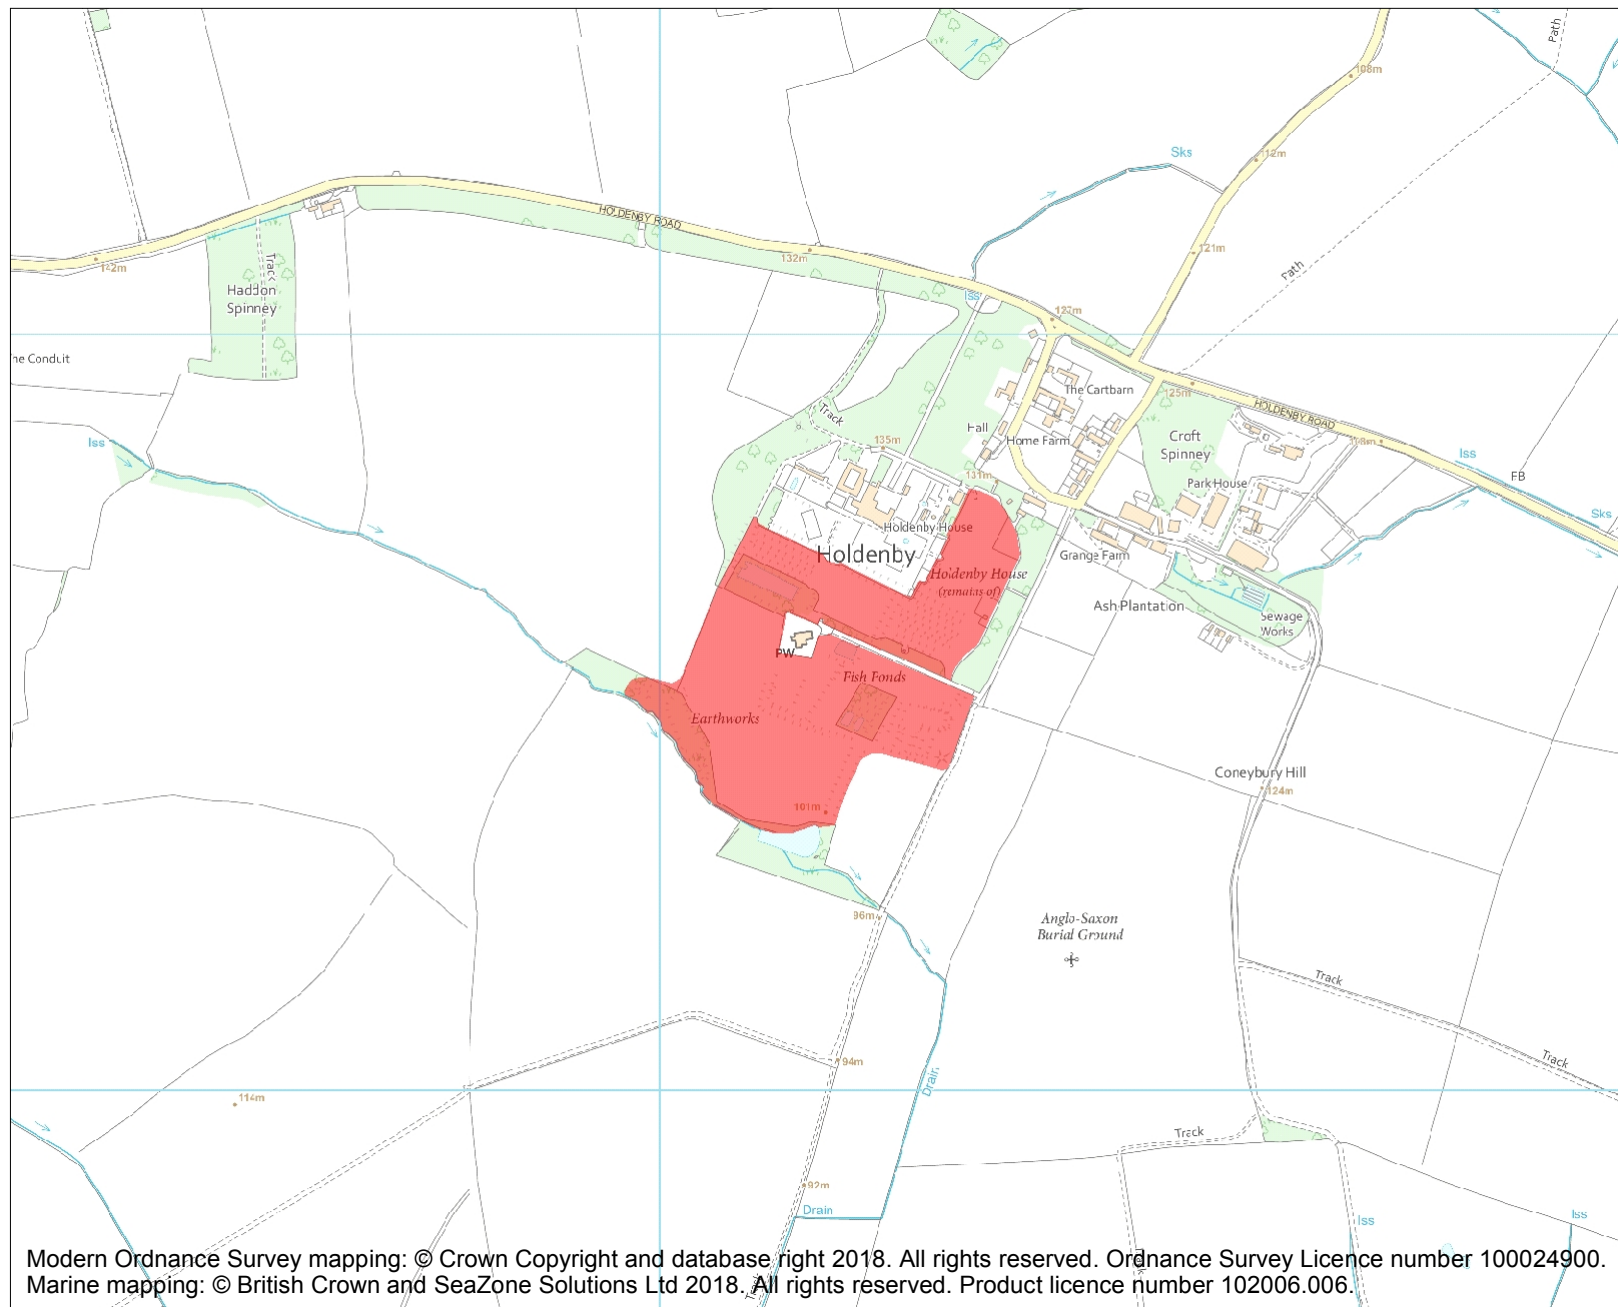 Path
108m
Sks
112m
HOLDENBY ROAD
121m
132m
142m
Track
Path
Haddon
Spinney
Iss
127m
The Conduit
The Cartbarn
125m
HOLDENBY ROAD
Track
Hall
Home Farm
135m
Croft
Spinney
118m
Iss
Iss
131m
Park House
FB
Sks
Holdenby House
Holdenby
Grange Farm
Holdenby House
(remains of)
Ash Plantation
Sewage
Works
PW
Fish Ponds
Earthworks
Coneybury Hill
124m
101m
96m
Anglo-Saxon
Burial Ground
Track
Track
94m
Drain
114m
Track
92m
Drain
Iss
Iss
Track
Track
Modern Ordnance Survey mapping: © Crown Copyright and database right 2018. All rights reserved. Ordnance Survey Licence number 100024900.
Marine mapping: © British Crown and SeaZone Solutions Ltd 2018. All rights reserved. Product licence number 102006.006.